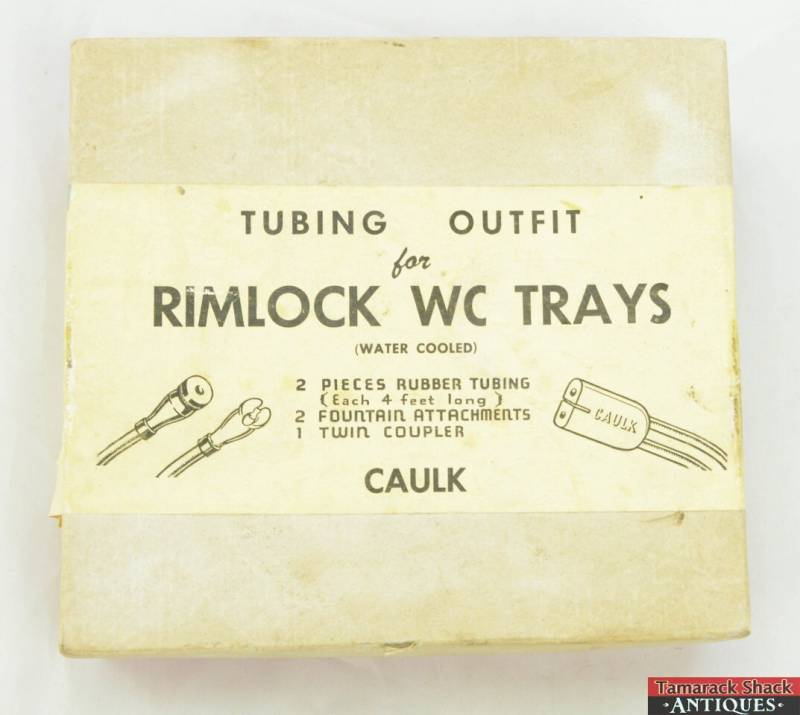 TUBING OUTFIT
for
RIMLOCK WC TRAYS
(WATER COOLED)
2 PIECES RUBBER TUBING
(Each 4 feet long)
2 FOUNTAIN ATTACHMENTS
1 TWIN COUPLER
CAULK
CAULK
Tamarack Shack
•ANTIQUES•